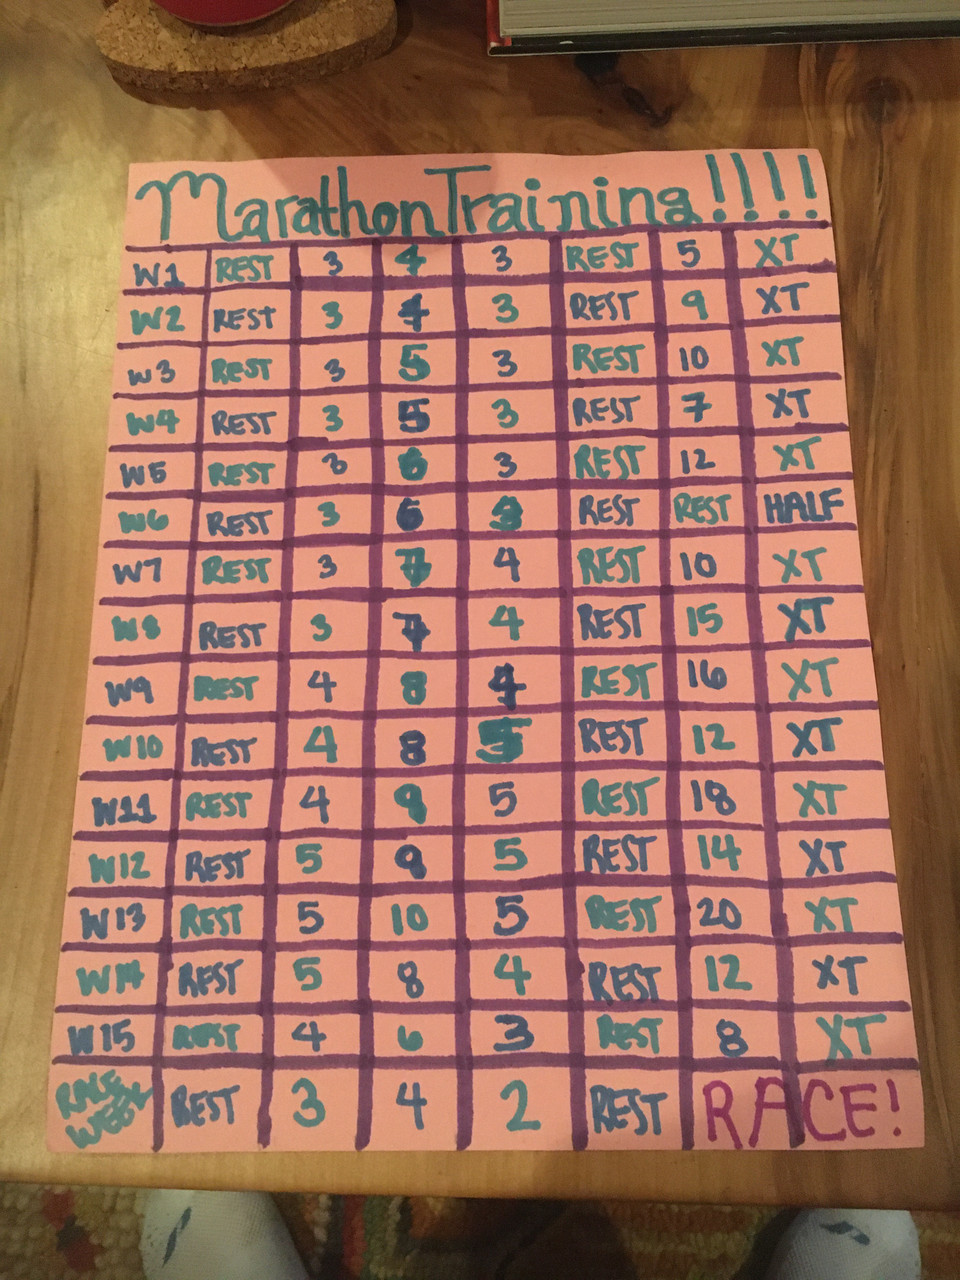 Marathon Training!!!!
W1 REST 3 4 3 REST 5 XT
W2 REST 3 4 3 REST 9 XT
W3 REST 3 5 3 REST 10 XT
W4 REST 3 5 3 REST 7 XT
W5 REST 3 6 3 REST 12 XT
W6 REST 3 6 3 REST REST HALF
W7 REST 3 7 4 REST 10 XT
W8 REST 3 7 4 REST 15 XT
W9 REST 4 8 4 REST 16 XT
W10 REST 4 8 5 REST 12 XT
W11 REST 4 9 5 REST 18 XT
W12 REST 5 9 5 REST 14 XT
W13 REST 5 10 5 REST 20 XT
W14 REST 5 8 4 REST 12 XT
W15 REST 4 6 3 REST 8 XT
RACE WEEK REST 3 4 2 REST RACE!